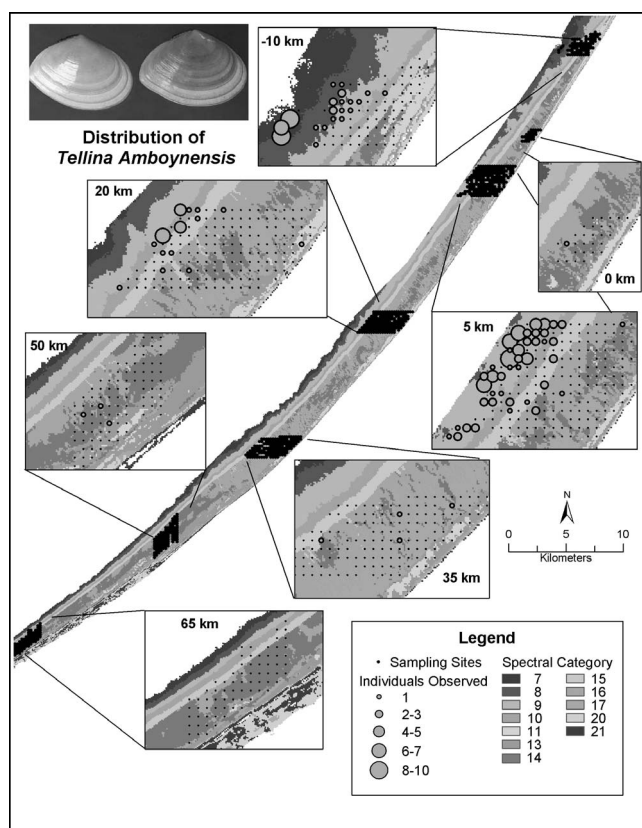 -10 km
Distribution of
Tellina Amboynensis
20 km
0 km
5 km
50 km
35 km
N
0 5 10
Kilometers
65 km
Legend
Sampling Sites
Individuals Observed
1
2-3
4-5
6-7
8-10
Spectral Category
7
8
9
10
11
13
14
15
16
17
20
21